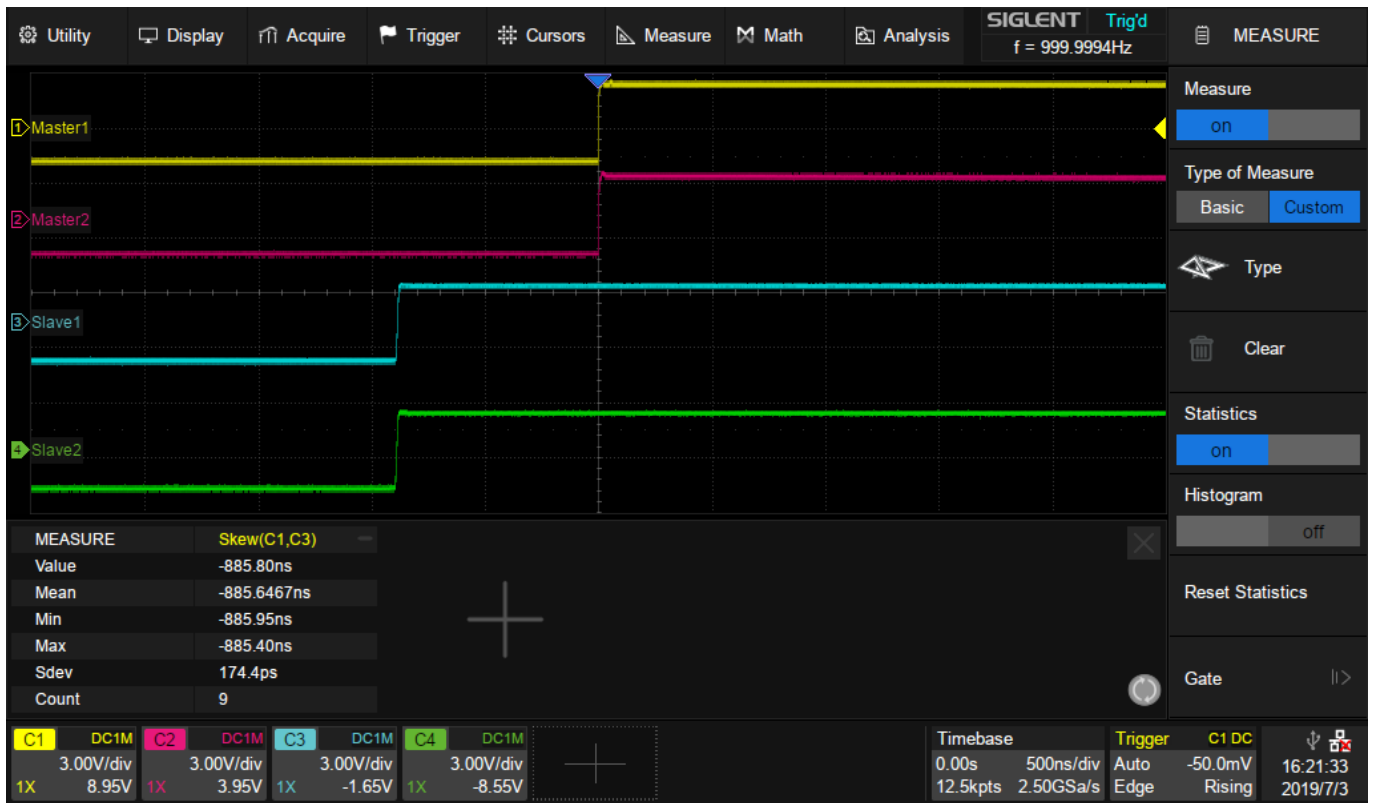 Utility Display Acquire Trigger Cursors Measure Math Analysis SIGLENT Trig'd MEASURE
f = 999.9994Hz
Measure
on
Type of Measure
Basic Custom
Type
Clear
Statistics
on
Histogram
off
Reset Statistics
Gate
1 Master1
2 Master2
3 Slave1
4 Slave2
MEASURE Skew(C1,C3)
Value -885.80ns
Mean -885.6467ns
Min -885.95ns
Max -885.40ns
Sdev 174.4ps
Count 9
C1 DC1M C2 DC1M C3 DC1M C4 DC1M Timebase Trigger C1 DC
3.00V/div 3.00V/div 3.00V/div 3.00V/div 0.00s 500ns/div Auto -50.0mV 16:21:33
1X 8.95V 1X 3.95V 1X -1.65V 1X -8.55V 12.5kpts 2.50GSa/s Edge Rising 2019/7/3